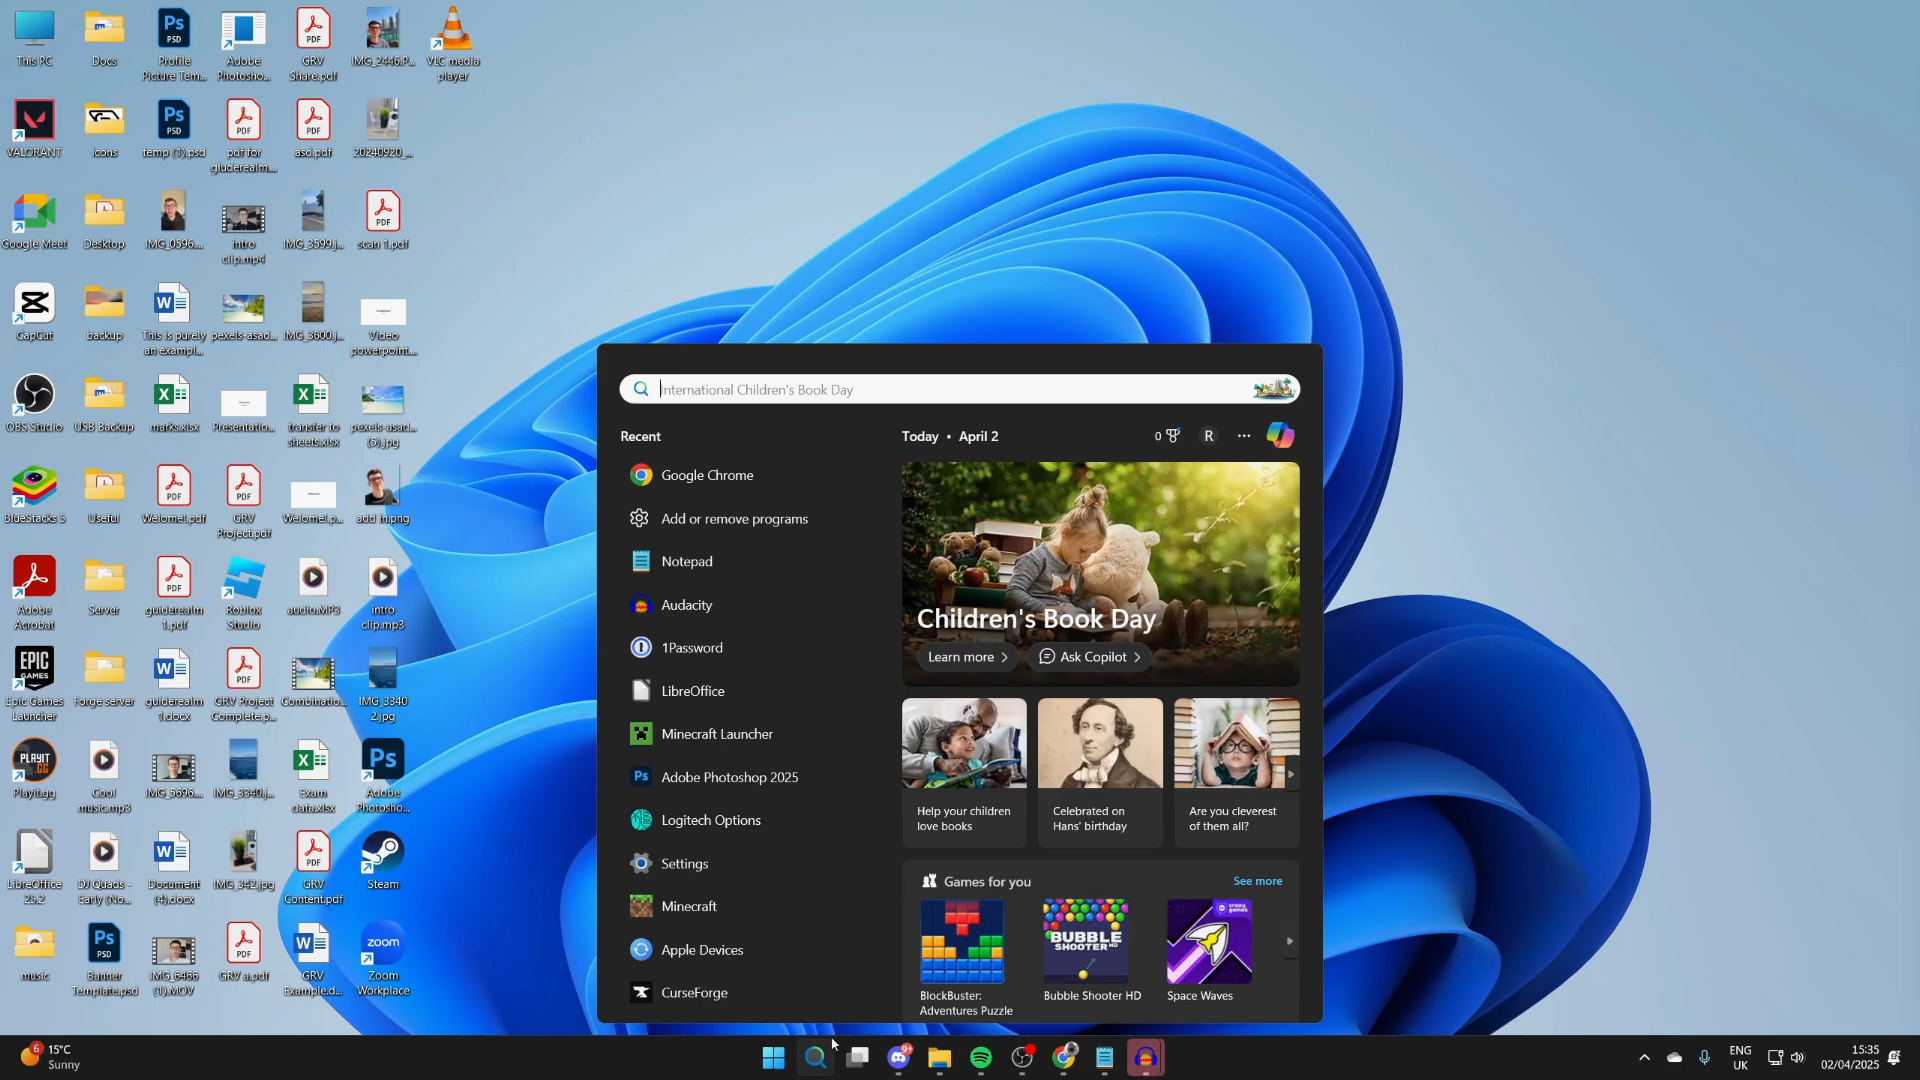 This PC
Docs
Profile
Picture Tem...
Adobe
Photosho...
GRV
Share.pdf
IMG_2446.P...
VLC media
player
VALORANT
icons
temp (1).psd
pdf for
giuderealm....
asd.pdf
20240920_...
Google Meet
Desktop
IMG_0596....
intro
clip.mp4
IMG_3599.j...
scan 1.pdf
CapCut
backup
This is purely
an exampl...
pexels-asad...
IMG_3600.j...
Video
powerpoint....
OBS Studio
USB Backup
marks.xlsx
Presentatio...
transfer to
sheets.xlsx
pexels-asad...
(5).jpg
BlueStacks 5
Useful
Welome!.pdf
GRV
Project.pdf
Welome!.p...
add in.png
Adobe
Acrobat
Server
guiderealm
1.pdf
Roblox
Studio
audio.MP3
intro
clip.mp3
Epic Games
Launcher
Forge server
guiderealm
1.docx
GRV Project
Complete.p...
Combinatio...
IMG_3340
2.jpg
Playit.gg
Cool
music.mp3
IMG_5696....
IMG_3340.j...
Exam
data.xlsx
Adobe
Photosho...
LibreOffice
25.2
DJ Quads -
Early (No...
Document
(4).docx
IMG_342.jpg
GRV
Content.pdf
Steam
music
Banner
Template.psd
IMG_6466
(1).MOV
GRV a.pdf
GRV
Example.d...
Zoom
Workplace
International Children's Book Day
Recent
Google Chrome
Add or remove programs
Notepad
Audacity
1Password
LibreOffice
Minecraft Launcher
Adobe Photoshop 2025
Logitech Options
Settings
Minecraft
Apple Devices
CurseForge
Today • April 2
0
R
Children's Book Day
Learn more
Ask Copilot
Help your children
love books
Celebrated on
Hans' birthday
Are you cleverest
of them all?
Games for you
See more
BUBBLE
SHOOTER HD
crazy
games
BlockBuster:
Adventures Puzzle
Bubble Shooter HD
Space Waves
6
15°C
Sunny
9+
ENG
UK
15:35
02/04/2025